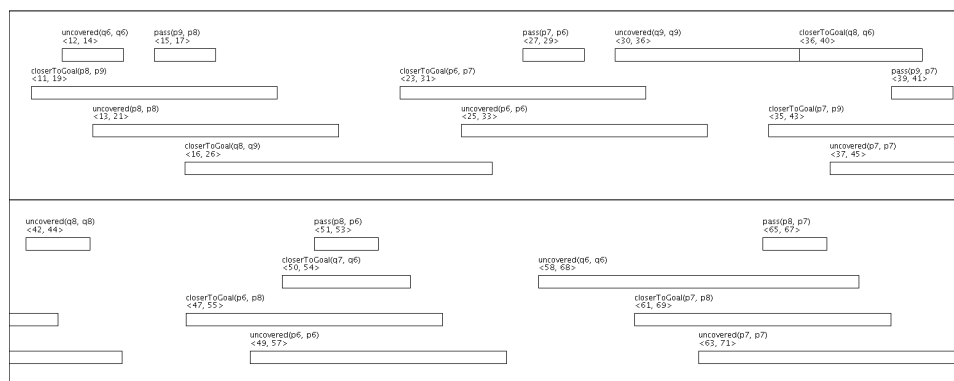 uncovered(q6, q6)
<12, 14>
pass(p9, p8)
<15, 17>
pass(p7, p6)
<27, 29>
uncovered(q9, q9)
<30, 36>
closerToGoal(q8, q6)
<36, 40>
closerToGoal(p8, p9)
<11, 19>
closerToGoal(p6, p7)
<23, 31>
pass(p9, p7)
<39, 41>
uncovered(p8, p8)
<13, 21>
uncovered(p6, p6)
<25, 33>
closerToGoal(p7, p9)
<35, 43>
closerToGoal(q8, q9)
<16, 26>
uncovered(p7, p7)
<37, 45>
uncovered(q8, q8)
<42, 44>
pass(p8, p6)
<51, 53>
pass(p8, p7)
<65, 67>
closerToGoal(q7, q6)
<50, 54>
uncovered(q6, q6)
<58, 68>
closerToGoal(p6, p8)
<47, 55>
closerToGoal(p7, p8)
<61, 69>
uncovered(p6, p6)
<49, 57>
uncovered(p7, p7)
<63, 71>